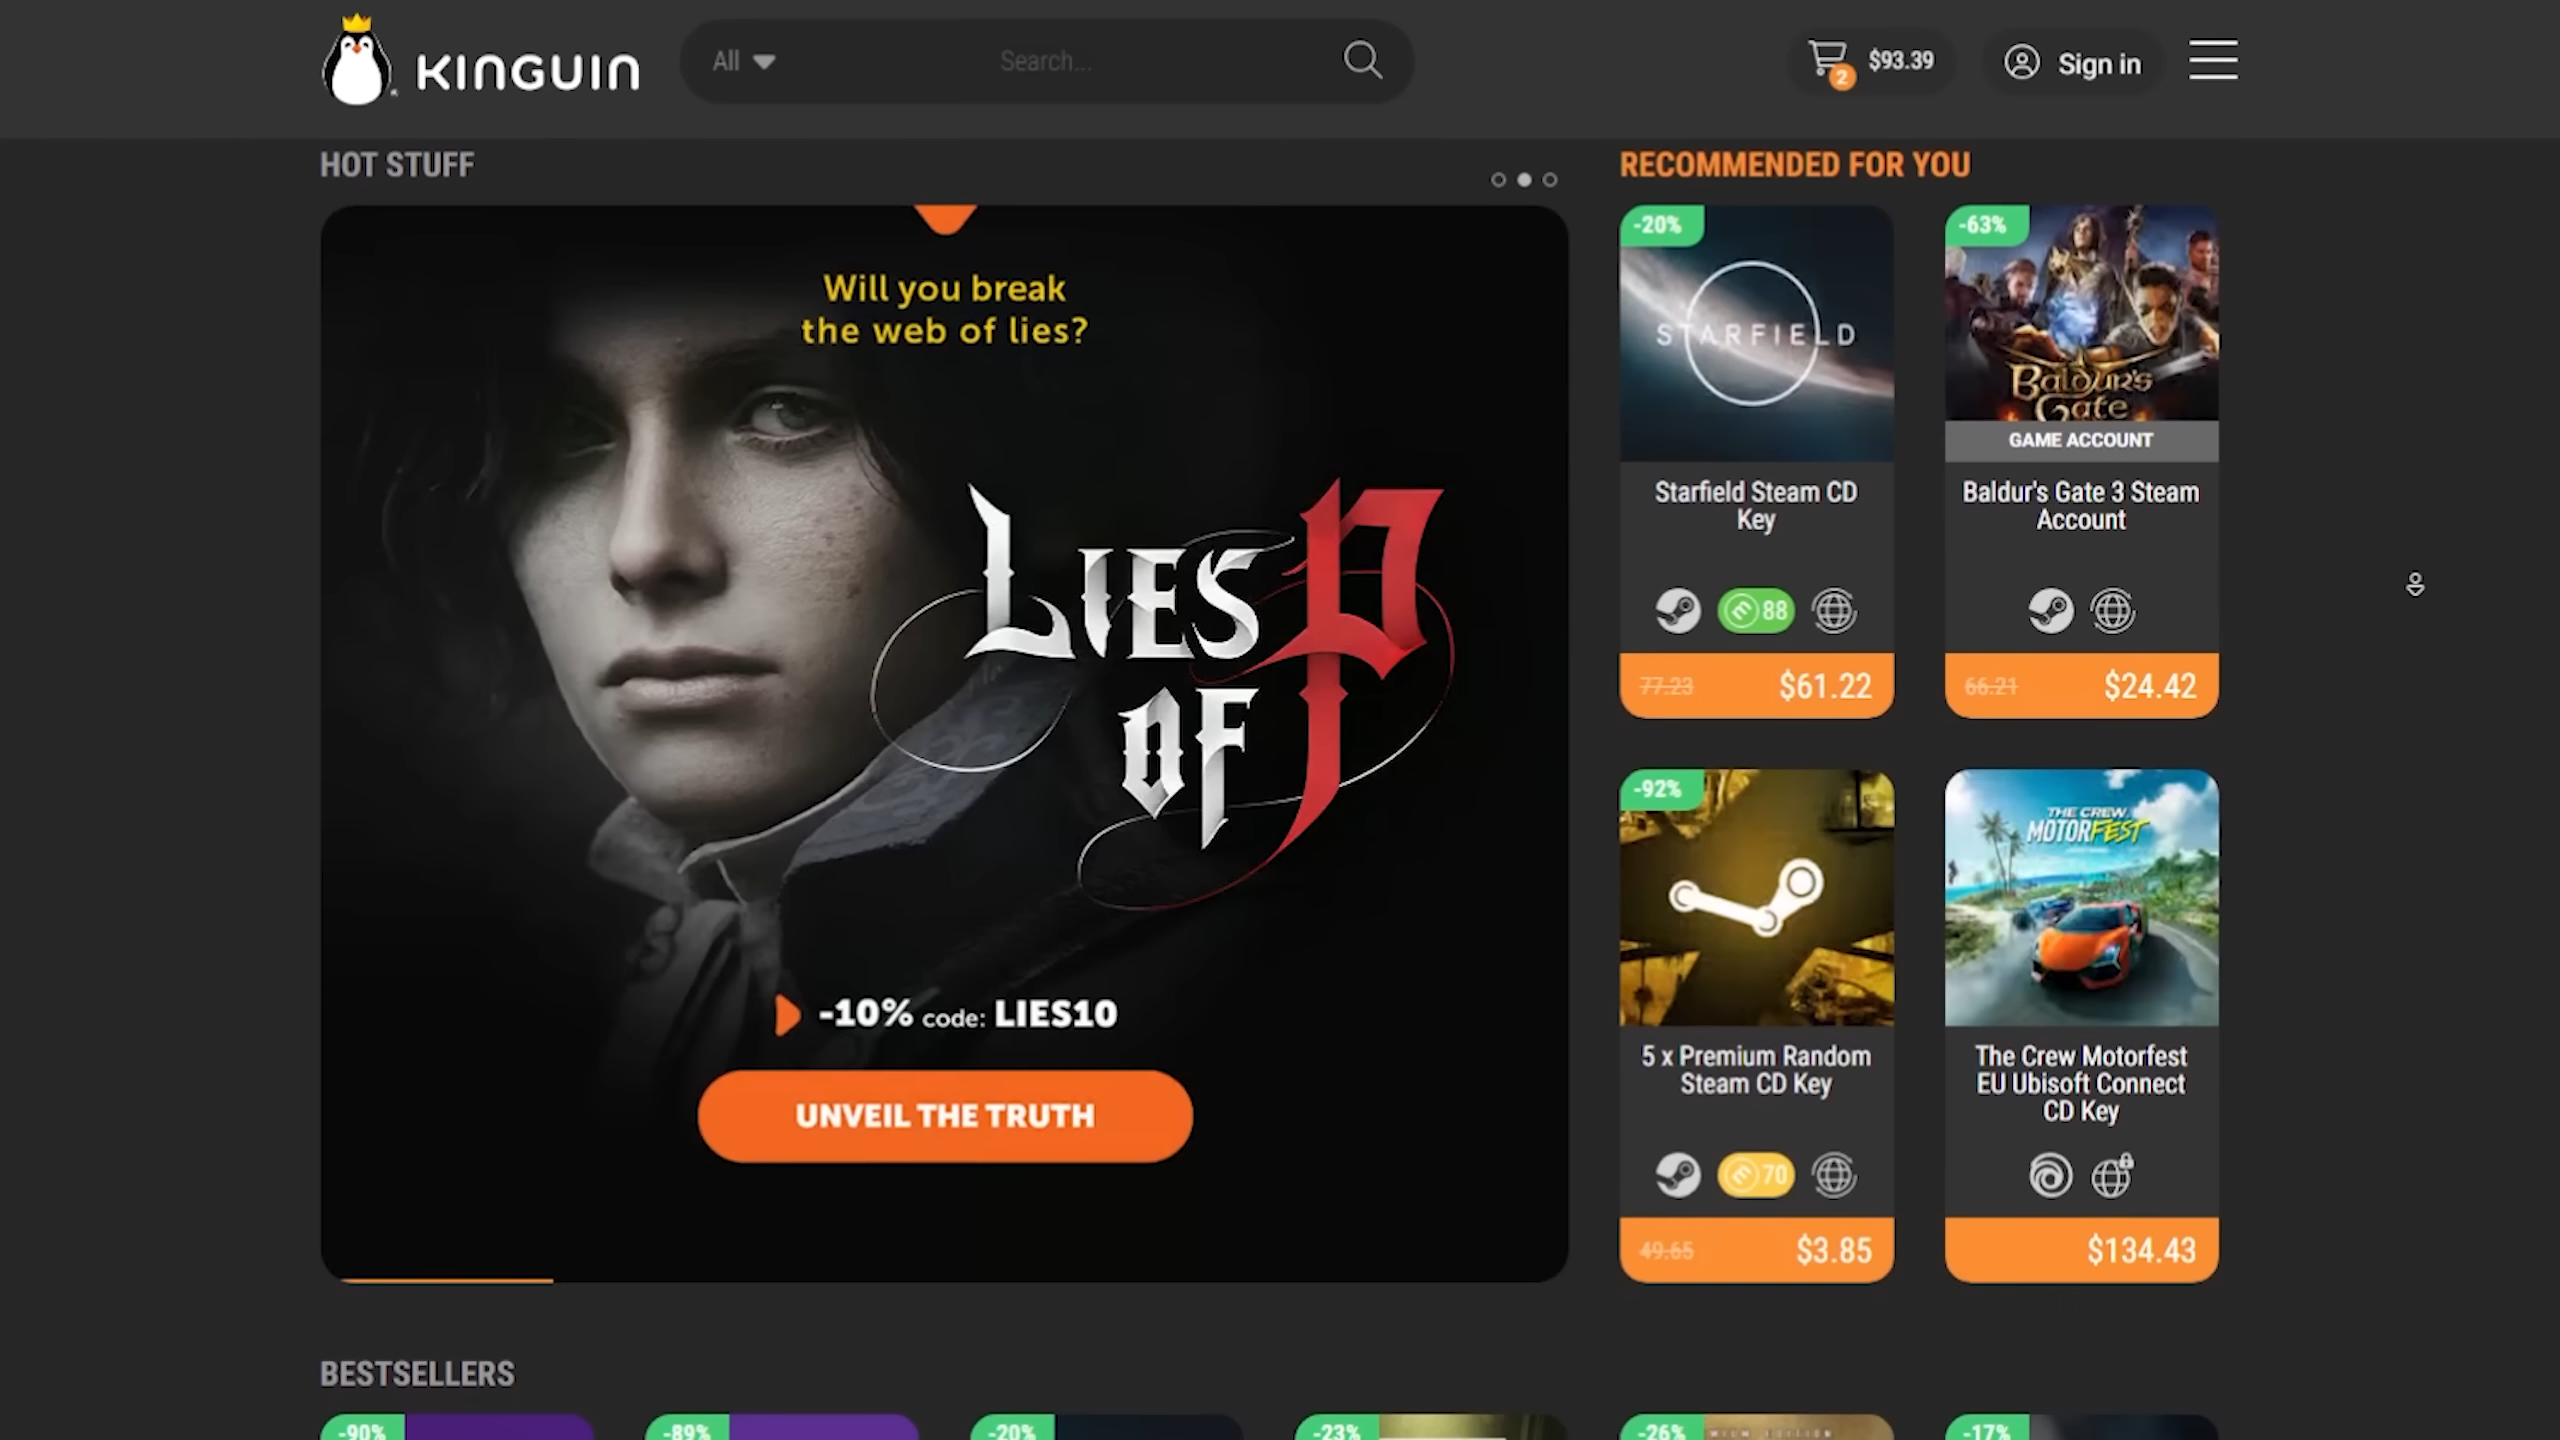 KINGUIN
All
Search...
2
$93.39
Sign in
HOT STUFF
RECOMMENDED FOR YOU
Will you break
the web of lies?
LIES
OF
P
-10% code: LIES10
UNVEIL THE TRUTH
-20%
STARFIELD
Starfield Steam CD
Key
88
77.23
$61.22
-63%
BALDUR'S
GATE
GAME ACCOUNT
Baldur's Gate 3 Steam
Account
66.21
$24.42
-92%
5 x Premium Random
Steam CD Key
70
49.65
$3.85
THE CREW
MOTORFEST
The Crew Motorfest
EU Ubisoft Connect
CD Key
$134.43
BESTSELLERS
-90%
-89%
-20%
-23%
-26%
-17%